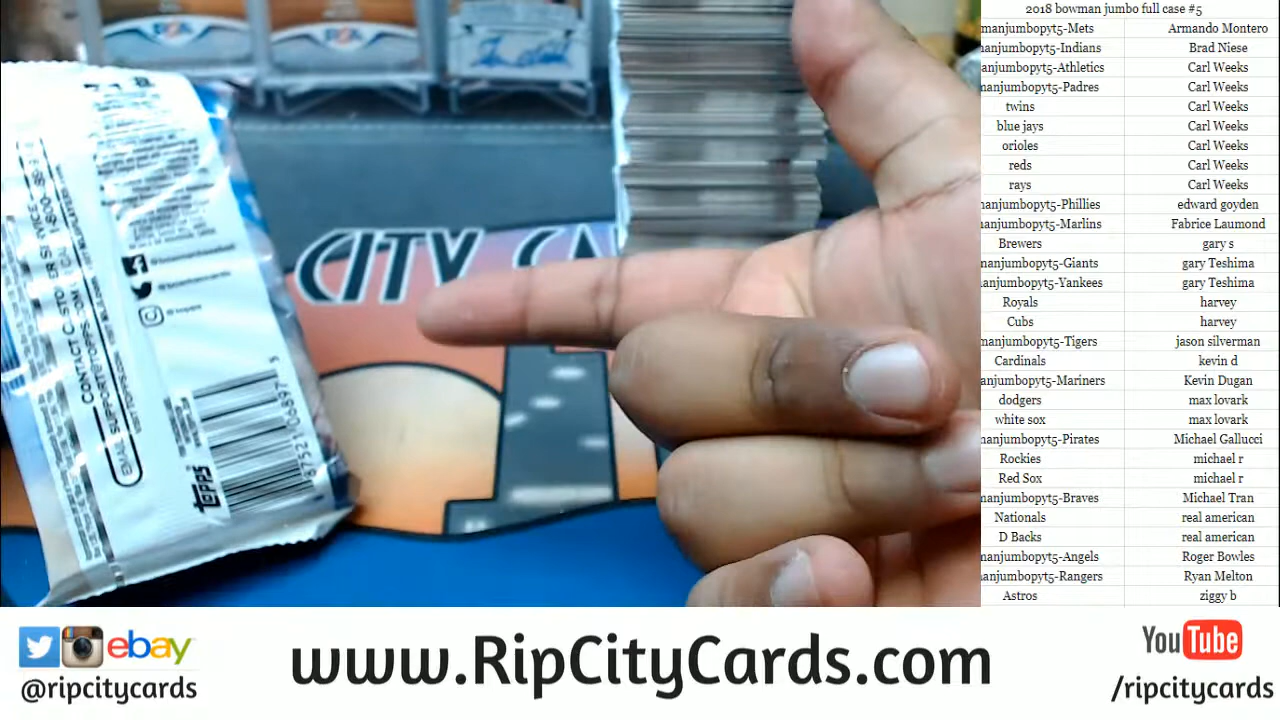 2018 bowman jumbo full case #5
manjumbopyt5-Mets Armando Montero
manjumbopyt5-Indians Brad Niese
anjumbopyt5-Athletics Carl Weeks
manjumbopyt5-Padres Carl Weeks
twins Carl Weeks
blue jays Carl Weeks
orioles Carl Weeks
reds Carl Weeks
rays Carl Weeks
manjumbopyt5-Phillies edward goyden
manjumbopyt5-Marlins Fabrice Laumond
Brewers gary s
manjumbopyt5-Giants gary Teshima
manjumbopyt5-Yankees gary Teshima
Royals harvey
Cubs harvey
manjumbopyt5-Tigers jason silverman
Cardinals kevin d
manjumbopyt5-Mariners Kevin Dugan
dodgers max lovark
white sox max lovark
manjumbopyt5-Pirates Michael Gallucci
Rockies michael r
Red Sox michael r
manjumbopyt5-Braves Michael Tran
Nationals real american
D Backs real american
manjumbopyt5-Angels Roger Bowles
manjumbopyt5-Rangers Ryan Melton
Astros ziggy b
CITY CA
topps
ebay
@ripcitycards
www.RipCityCards.com
YouTube
/ripcitycards